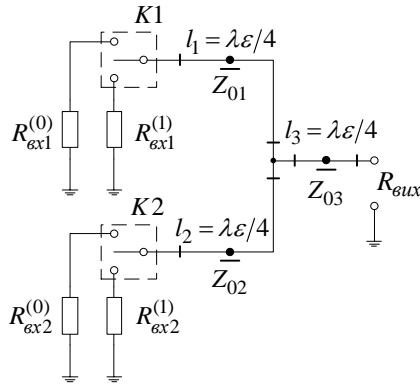 K1
l₁ = λε/4
Z₀₁
R⁽⁰⁾вх1
R⁽¹⁾вх1
l₃ = λε/4
Z₀₃
Rвих
K2
l₂ = λε/4
Z₀₂
R⁽⁰⁾вх2
R⁽¹⁾вх2